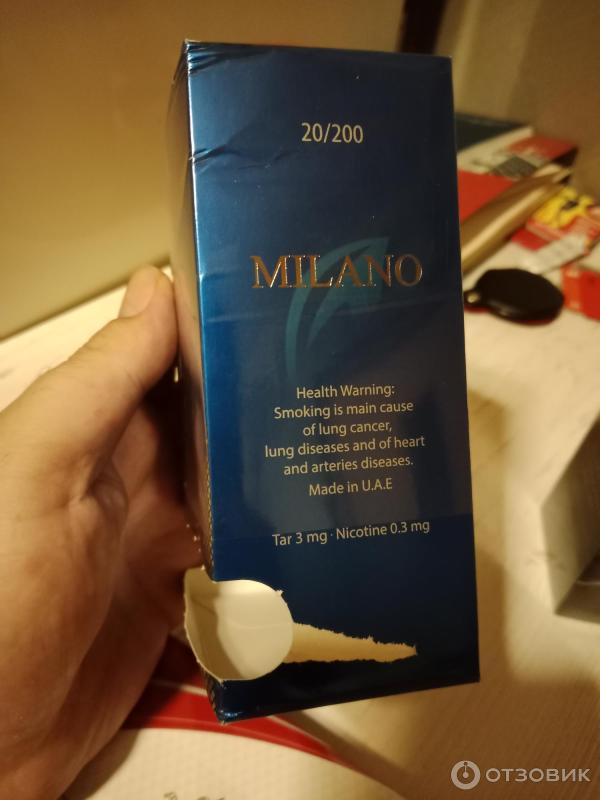 20/200
MILANO
Health Warning:
Smoking is main cause
of lung cancer,
lung diseases and of heart
and arteries diseases.
Made in U.A.E
Tar 3 mg · Nicotine 0.3 mg
ОТЗОВИК